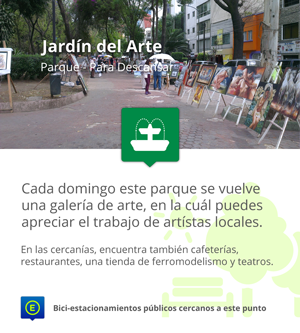 Jardín del Arte
Parque - Para Descansar
Cada domingo este parque se vuelve
una galería de arte, en la cuál puedes
apreciar el trabajo de artístas locales.
En las cercanías, encuentra también cafeterías,
restaurantes, una tienda de ferromodelismo y teatros.
E
Bici-estacionamientos públicos cercanos a este punto